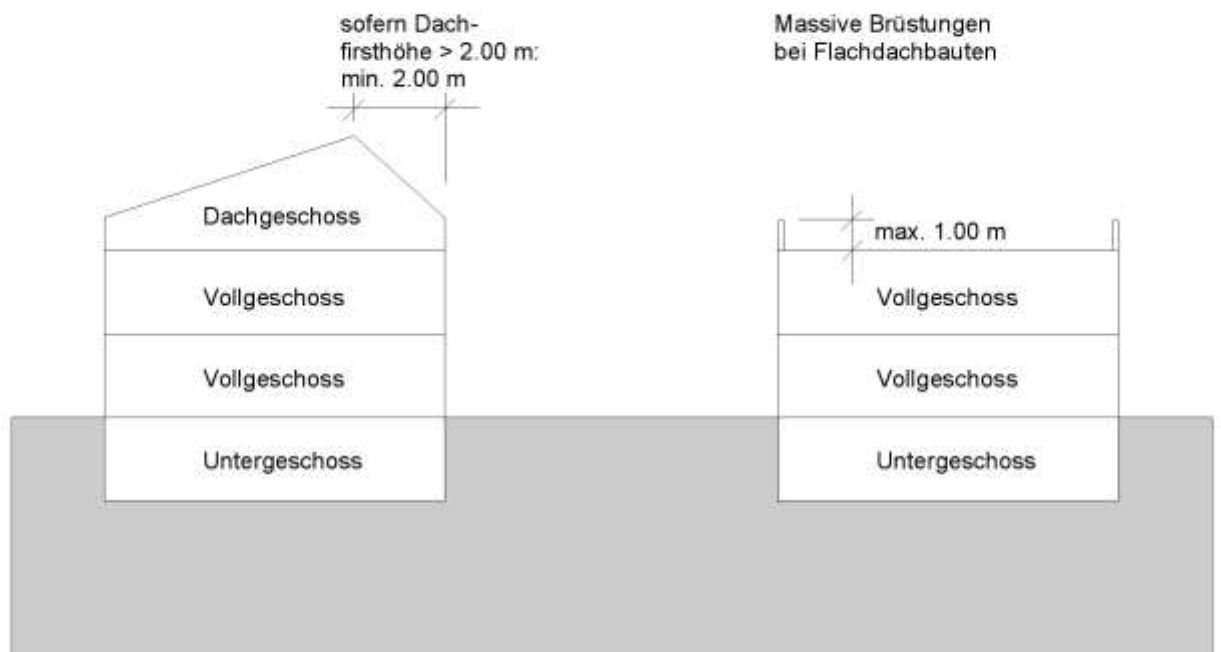 sofern Dach-
firsthöhe > 2.00 m:
min. 2.00 m
Dachgeschoss
Vollgeschoss
Vollgeschoss
Untergeschoss
Massive Brüstungen
bei Flachdachbauten
max. 1.00 m
Vollgeschoss
Vollgeschoss
Untergeschoss